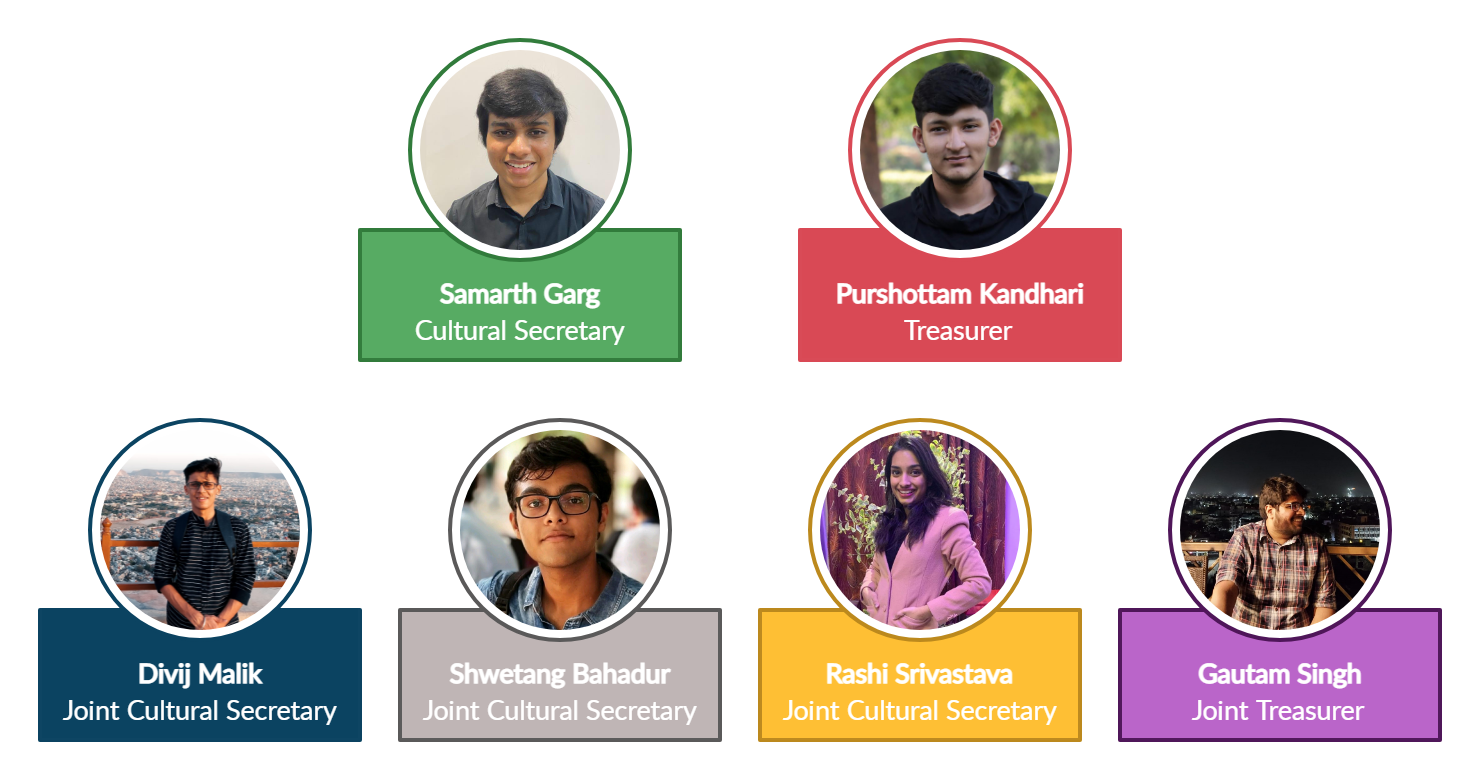 Samarth Garg
Cultural Secretary
Purshottam Kandhari
Treasurer
Divij Malik
Joint Cultural Secretary
Shwetang Bahadur
Joint Cultural Secretary
Rashi Srivastava
Joint Cultural Secretary
Gautam Singh
Joint Treasurer